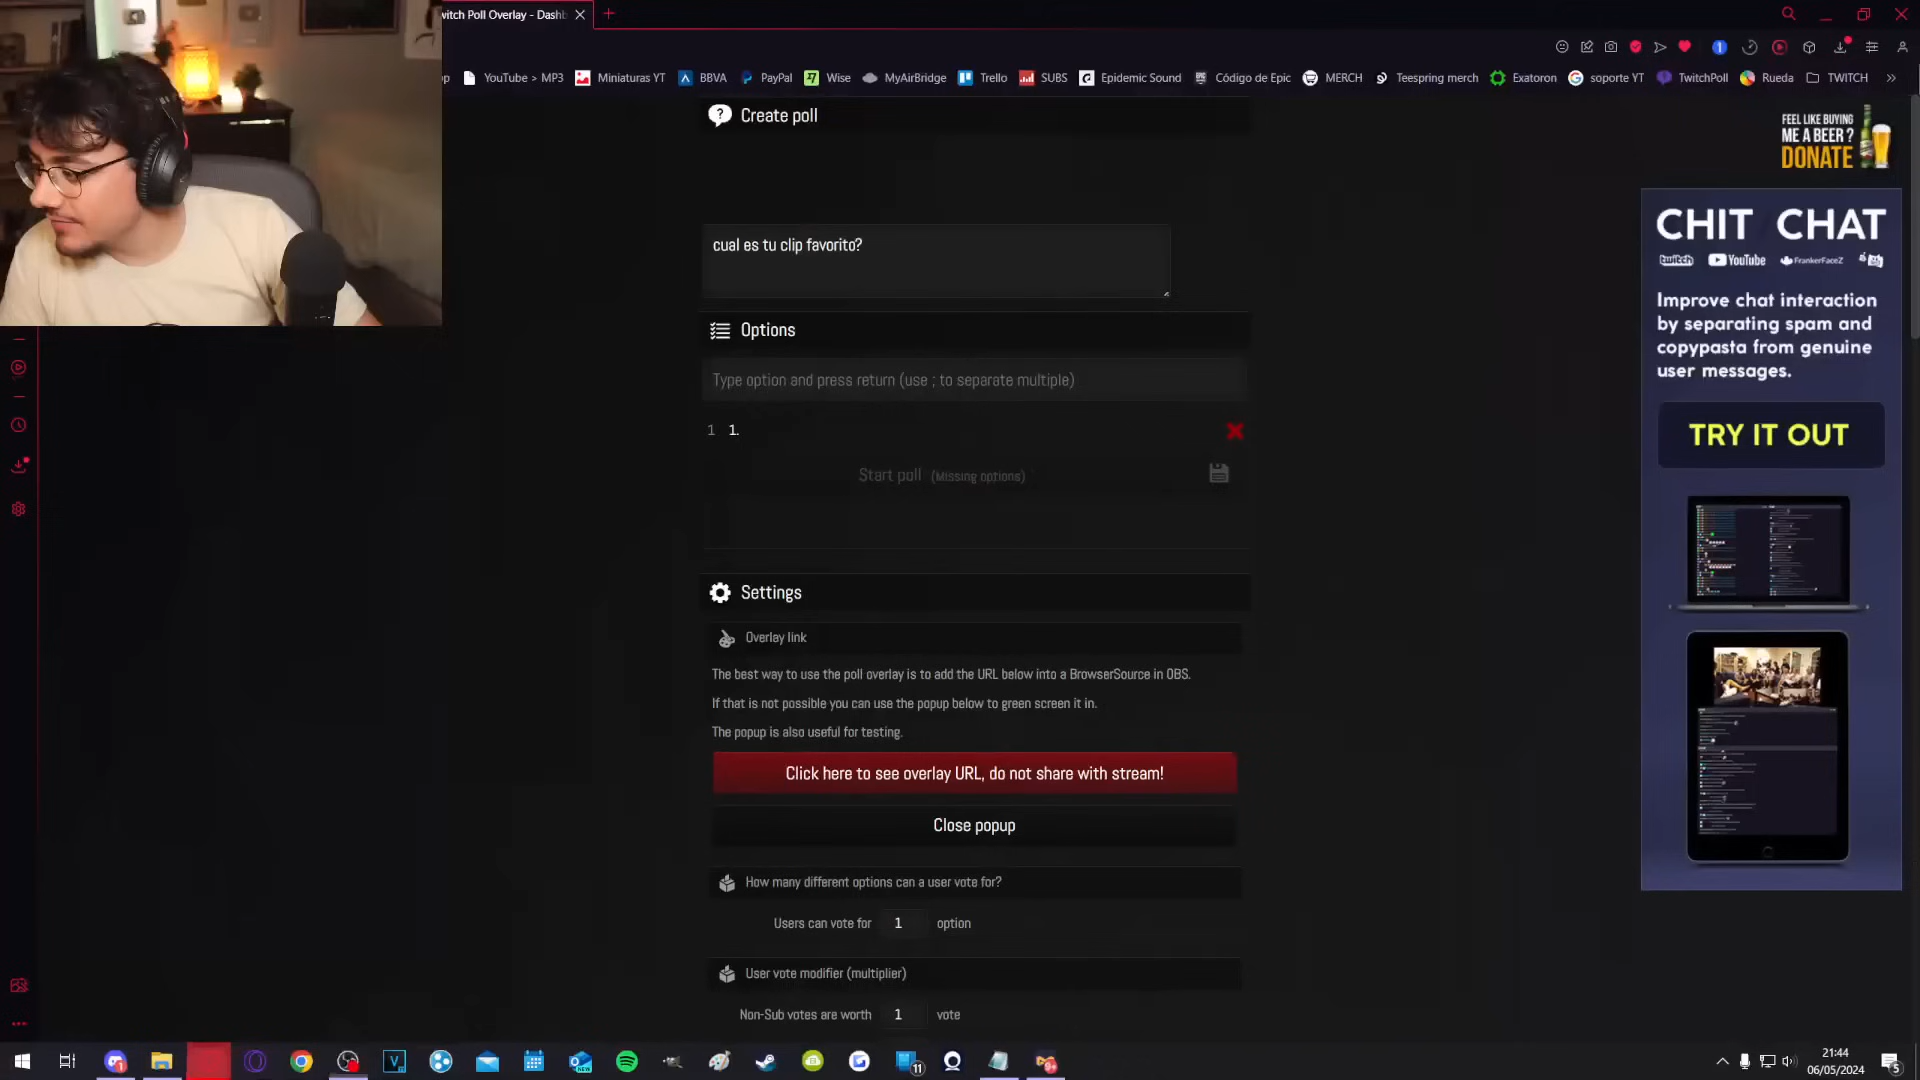 witch Poll Overlay - Dashb
YouTube > MP3
Miniaturas YT
BBVA
PayPal
Wise
MyAirBridge
Trello
SUBS
Epidemic Sound
Código de Epic
MERCH
Teespring merch
Exatoron
soporte YT
TwitchPoll
Rueda
TWITCH
Create poll
FEEL LIKE BUYING
ME A BEER ?
DONATE
cual es tu clip favorito?
Options
Type option and press return (use ; to separate multiple)
1 1.
Start poll (Missing options)
Settings
Overlay link
The best way to use the poll overlay is to add the URL below into a BrowserSource in OBS.
If that is not possible you can use the popup below to green screen it in.
The popup is also useful for testing.
Click here to see overlay URL, do not share with stream!
Close popup
How many different options can a user vote for?
Users can vote for 1 option
User vote modifier (multiplier)
Non-Sub votes are worth 1 vote
CHIT CHAT
twitch YouTube FrankerFaceZ
Improve chat interaction
by separating spam and
copypasta from genuine
user messages.
TRY IT OUT
11
21:44
06/05/2024
5